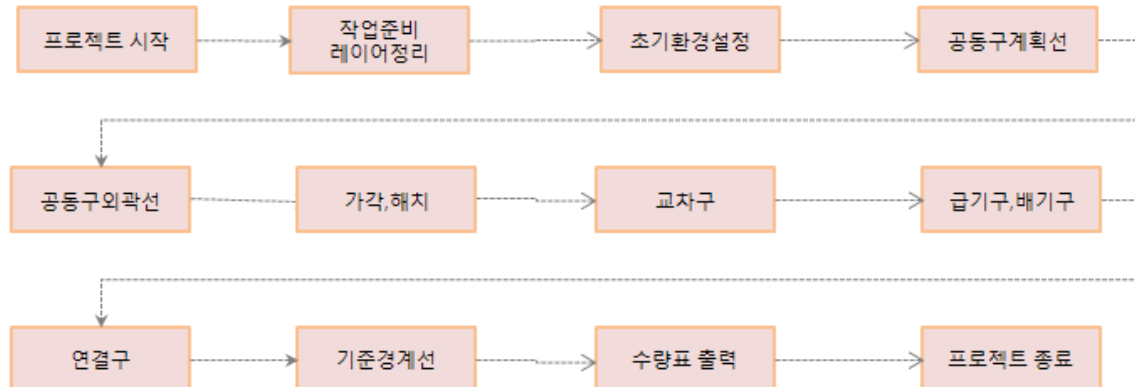 프로젝트 시작
작업준비
레이어정리
초기환경설정
공동구계획선
공동구외곽선
가각,해치
교차구
급기구,배기구
연결구
기준경계선
수량표 출력
프로젝트 종료